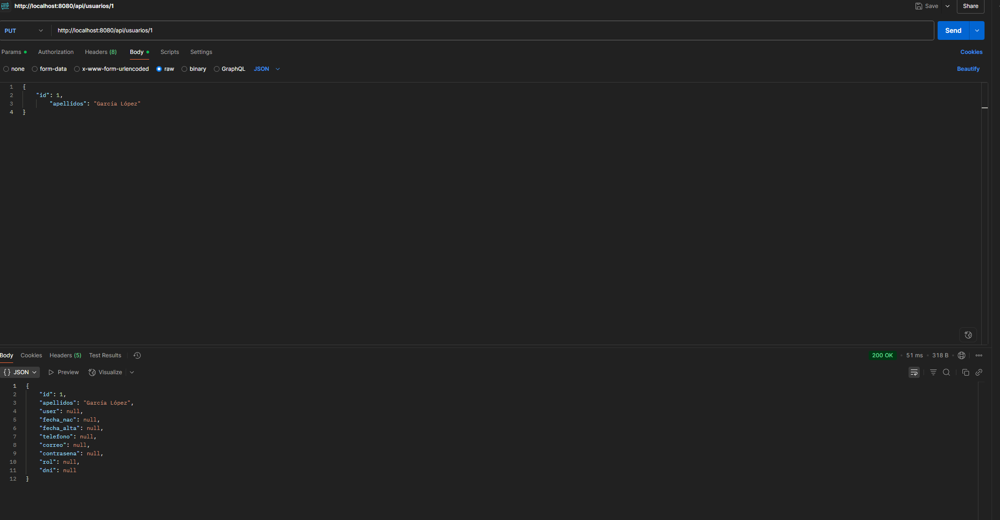 HTTP http://localhost:8080/api/usuarios/1 Save Share
PUT http://localhost:8080/api/usuarios/1 Send
Params Authorization Headers (8) Body Scripts Settings Cookies
none form-data x-www-form-urlencoded raw binary GraphQL JSON Beautify
1 {
2 "id": 1,
3 "apellidos": "García López"
4 }
Body Cookies Headers (5) Test Results 200 OK • 51 ms • 318 B •
{} JSON Preview Visualize
1 {
2 "id": 1,
3 "apellidos": "García López",
4 "user": null,
5 "fecha_nac": null,
6 "fecha_alta": null,
7 "telefono": null,
8 "correo": null,
9 "contrasena": null,
10 "rol": null,
11 "dni": null
12 }